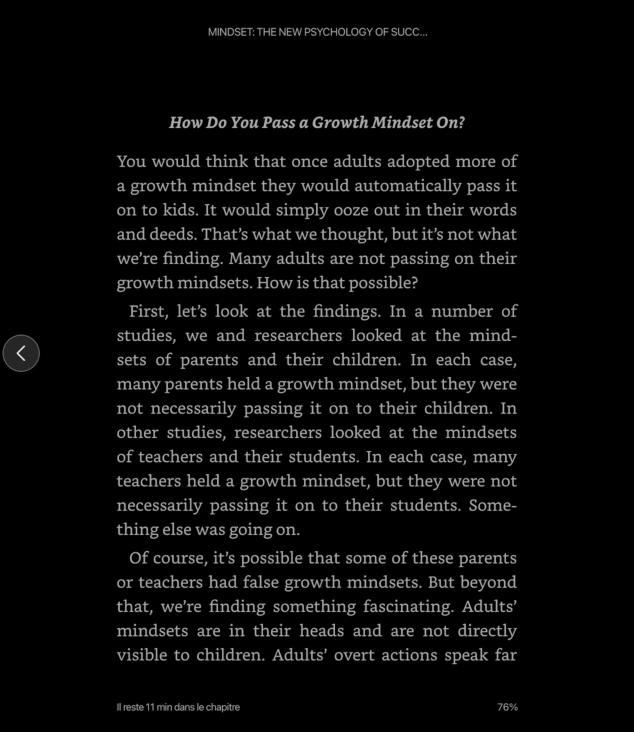 MINDSET: THE NEW PSYCHOLOGY OF SUCC...
How Do You Pass a Growth Mindset On?
You would think that once adults adopted more of
a growth mindset they would automatically pass it
on to kids. It would simply ooze out in their words
and deeds. That’s what we thought, but it’s not what
we’re finding. Many adults are not passing on their
growth mindsets. How is that possible?
First, let’s look at the findings. In a number of
studies, we and researchers looked at the mind-
sets of parents and their children. In each case,
many parents held a growth mindset, but they were
not necessarily passing it on to their children. In
other studies, researchers looked at the mindsets
of teachers and their students. In each case, many
teachers held a growth mindset, but they were not
necessarily passing it on to their students. Some-
thing else was going on.
Of course, it’s possible that some of these parents
or teachers had false growth mindsets. But beyond
that, we’re finding something fascinating. Adults’
mindsets are in their heads and are not directly
visible to children. Adults’ overt actions speak far
Il reste 11 min dans le chapitre
76%